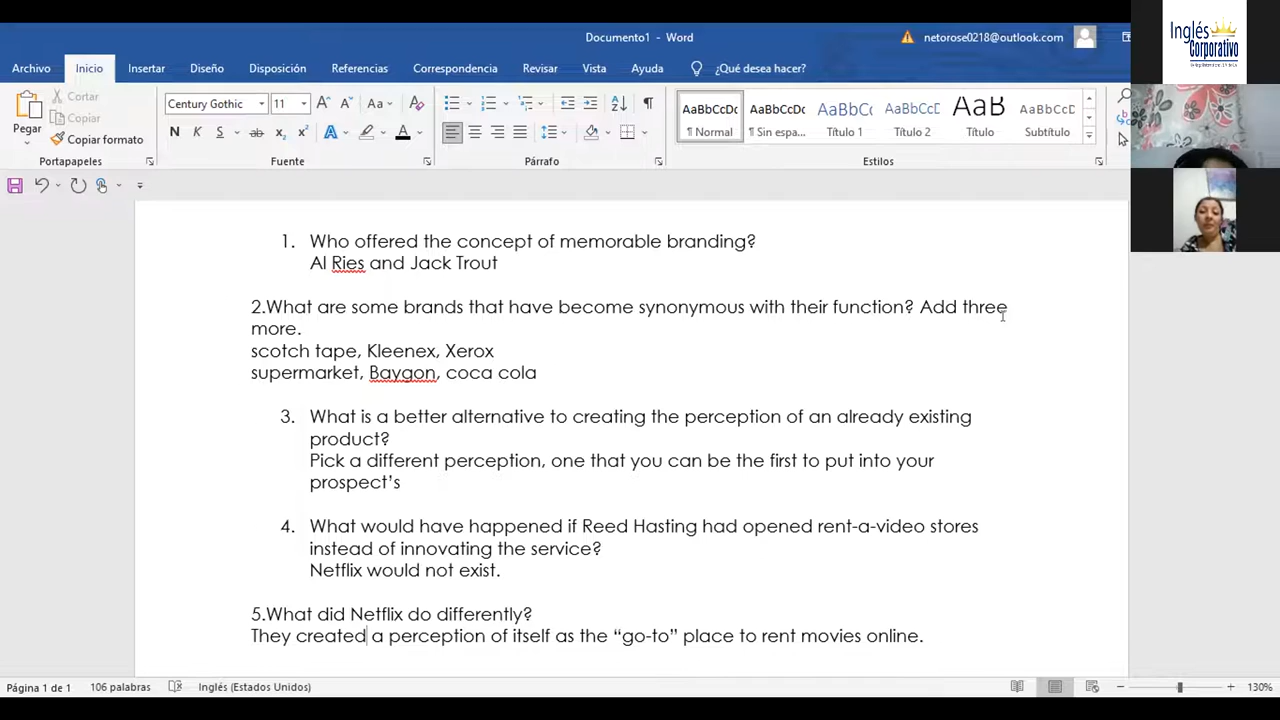 Documento1 - Word
netorose0218@outlook.com
Inglés
Corporativo
Archivo Inicio Insertar Diseño Disposición Referencias Correspondencia Revisar Vista Ayuda ¿Qué desea hacer?
Pegar
Cortar
Copiar
Copiar formato
Century Gothic 11
N K S ab x₂ x²
AaBbCcDc AaBbCcDc AaBbCcC AaBbCcD AaB AaBbCcD
¶ Normal ¶ Sin espa... Título 1 Título 2 Título Subtítulo
Portapapeles Fuente Párrafo Estilos
1. Who offered the concept of memorable branding?
Al Ries and Jack Trout
2.What are some brands that have become synonymous with their function? Add three
more.
scotch tape, Kleenex, Xerox
supermarket, Baygon, coca cola
3. What is a better alternative to creating the perception of an already existing
product?
Pick a different perception, one that you can be the first to put into your
prospect's
4. What would have happened if Reed Hasting had opened rent-a-video stores
instead of innovating the service?
Netflix would not exist.
5.What did Netflix do differently?
They created a perception of itself as the “go-to” place to rent movies online.
Página 1 de 1 106 palabras Inglés (Estados Unidos) 130%